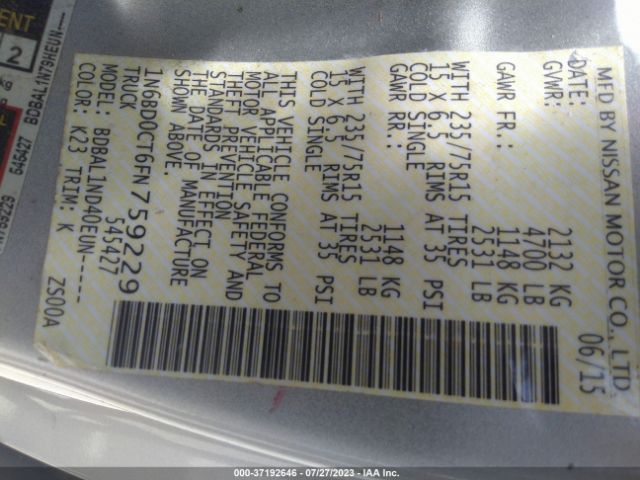 MFD BY NISSAN MOTOR CO., LTD
DATE: 06/15
GVWR: 2132 KG
4700 LB
GAWR FR: 1148 KG
2531 LB
WITH 235/75R15 TIRES
15 X 6.5 RIMS AT 35 PSI
COLD SINGLE
GAWR RR: 1148 KG
2531 LB
WITH 235/75R15 TIRES
15 X 6.5 RIMS AT 35 PSI
COLD SINGLE
THIS VEHICLE CONFORMS TO
ALL APPLICABLE FEDERAL
MOTOR VEHICLE SAFETY AND
THEFT PREVENTION
STANDARDS IN EFFECT ON
THE DATE OF MANUFACTURE
SHOWN ABOVE.
1N6BD0CT6FN759229
TRUCK 545427
MODEL: BDBAL1ND4DEUN-----
COLOR: K23 TRIM: K Z500A
2
000-37192646 - 07/27/2023 - IAA Inc.